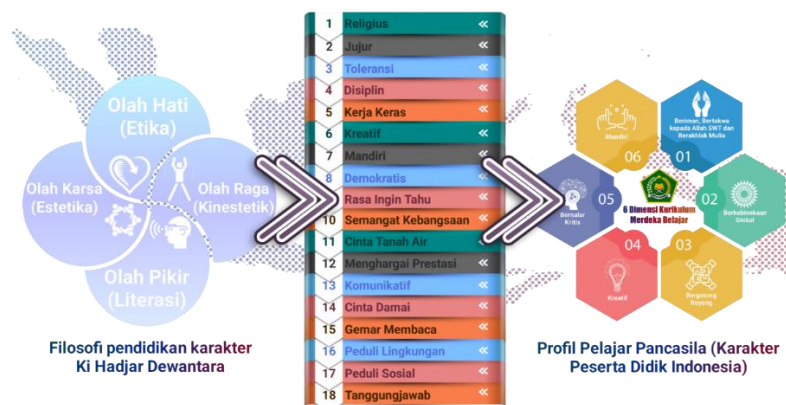 Olah Hati
(Etika)
Olah Karsa
(Estetika)
Olah Raga
(Kinestetik)
Olah Pikir
(Literasi)
Filosofi pendidikan karakter
Ki Hadjar Dewantara
1 Religius
2 Jujur
3 Toleransi
4 Disiplin
5 Kerja Keras
6 Kreatif
7 Mandiri
8 Demokratis
Rasa Ingin Tahu
10 Semangat Kebangsaan
11 Cinta Tanah Air
12 Menghargai Prestasi
13 Komunikatif
14 Cinta Damai
15 Gemar Membaca
16 Peduli Lingkungan
17 Peduli Sosial
18 Tanggungjawab
Beriman, Bertakwa
kepada Allah SWT dan
Berakhlak Mulia
01
Berkebinekaan
Global
02
03
Bergotong
Royong
04
Kreatif
05
Bernalar
Kritis
06
Mandiri
6 Dimensi Kurikulum
Merdeka Belajar
Profil Pelajar Pancasila (Karakter
Peserta Didik Indonesia)